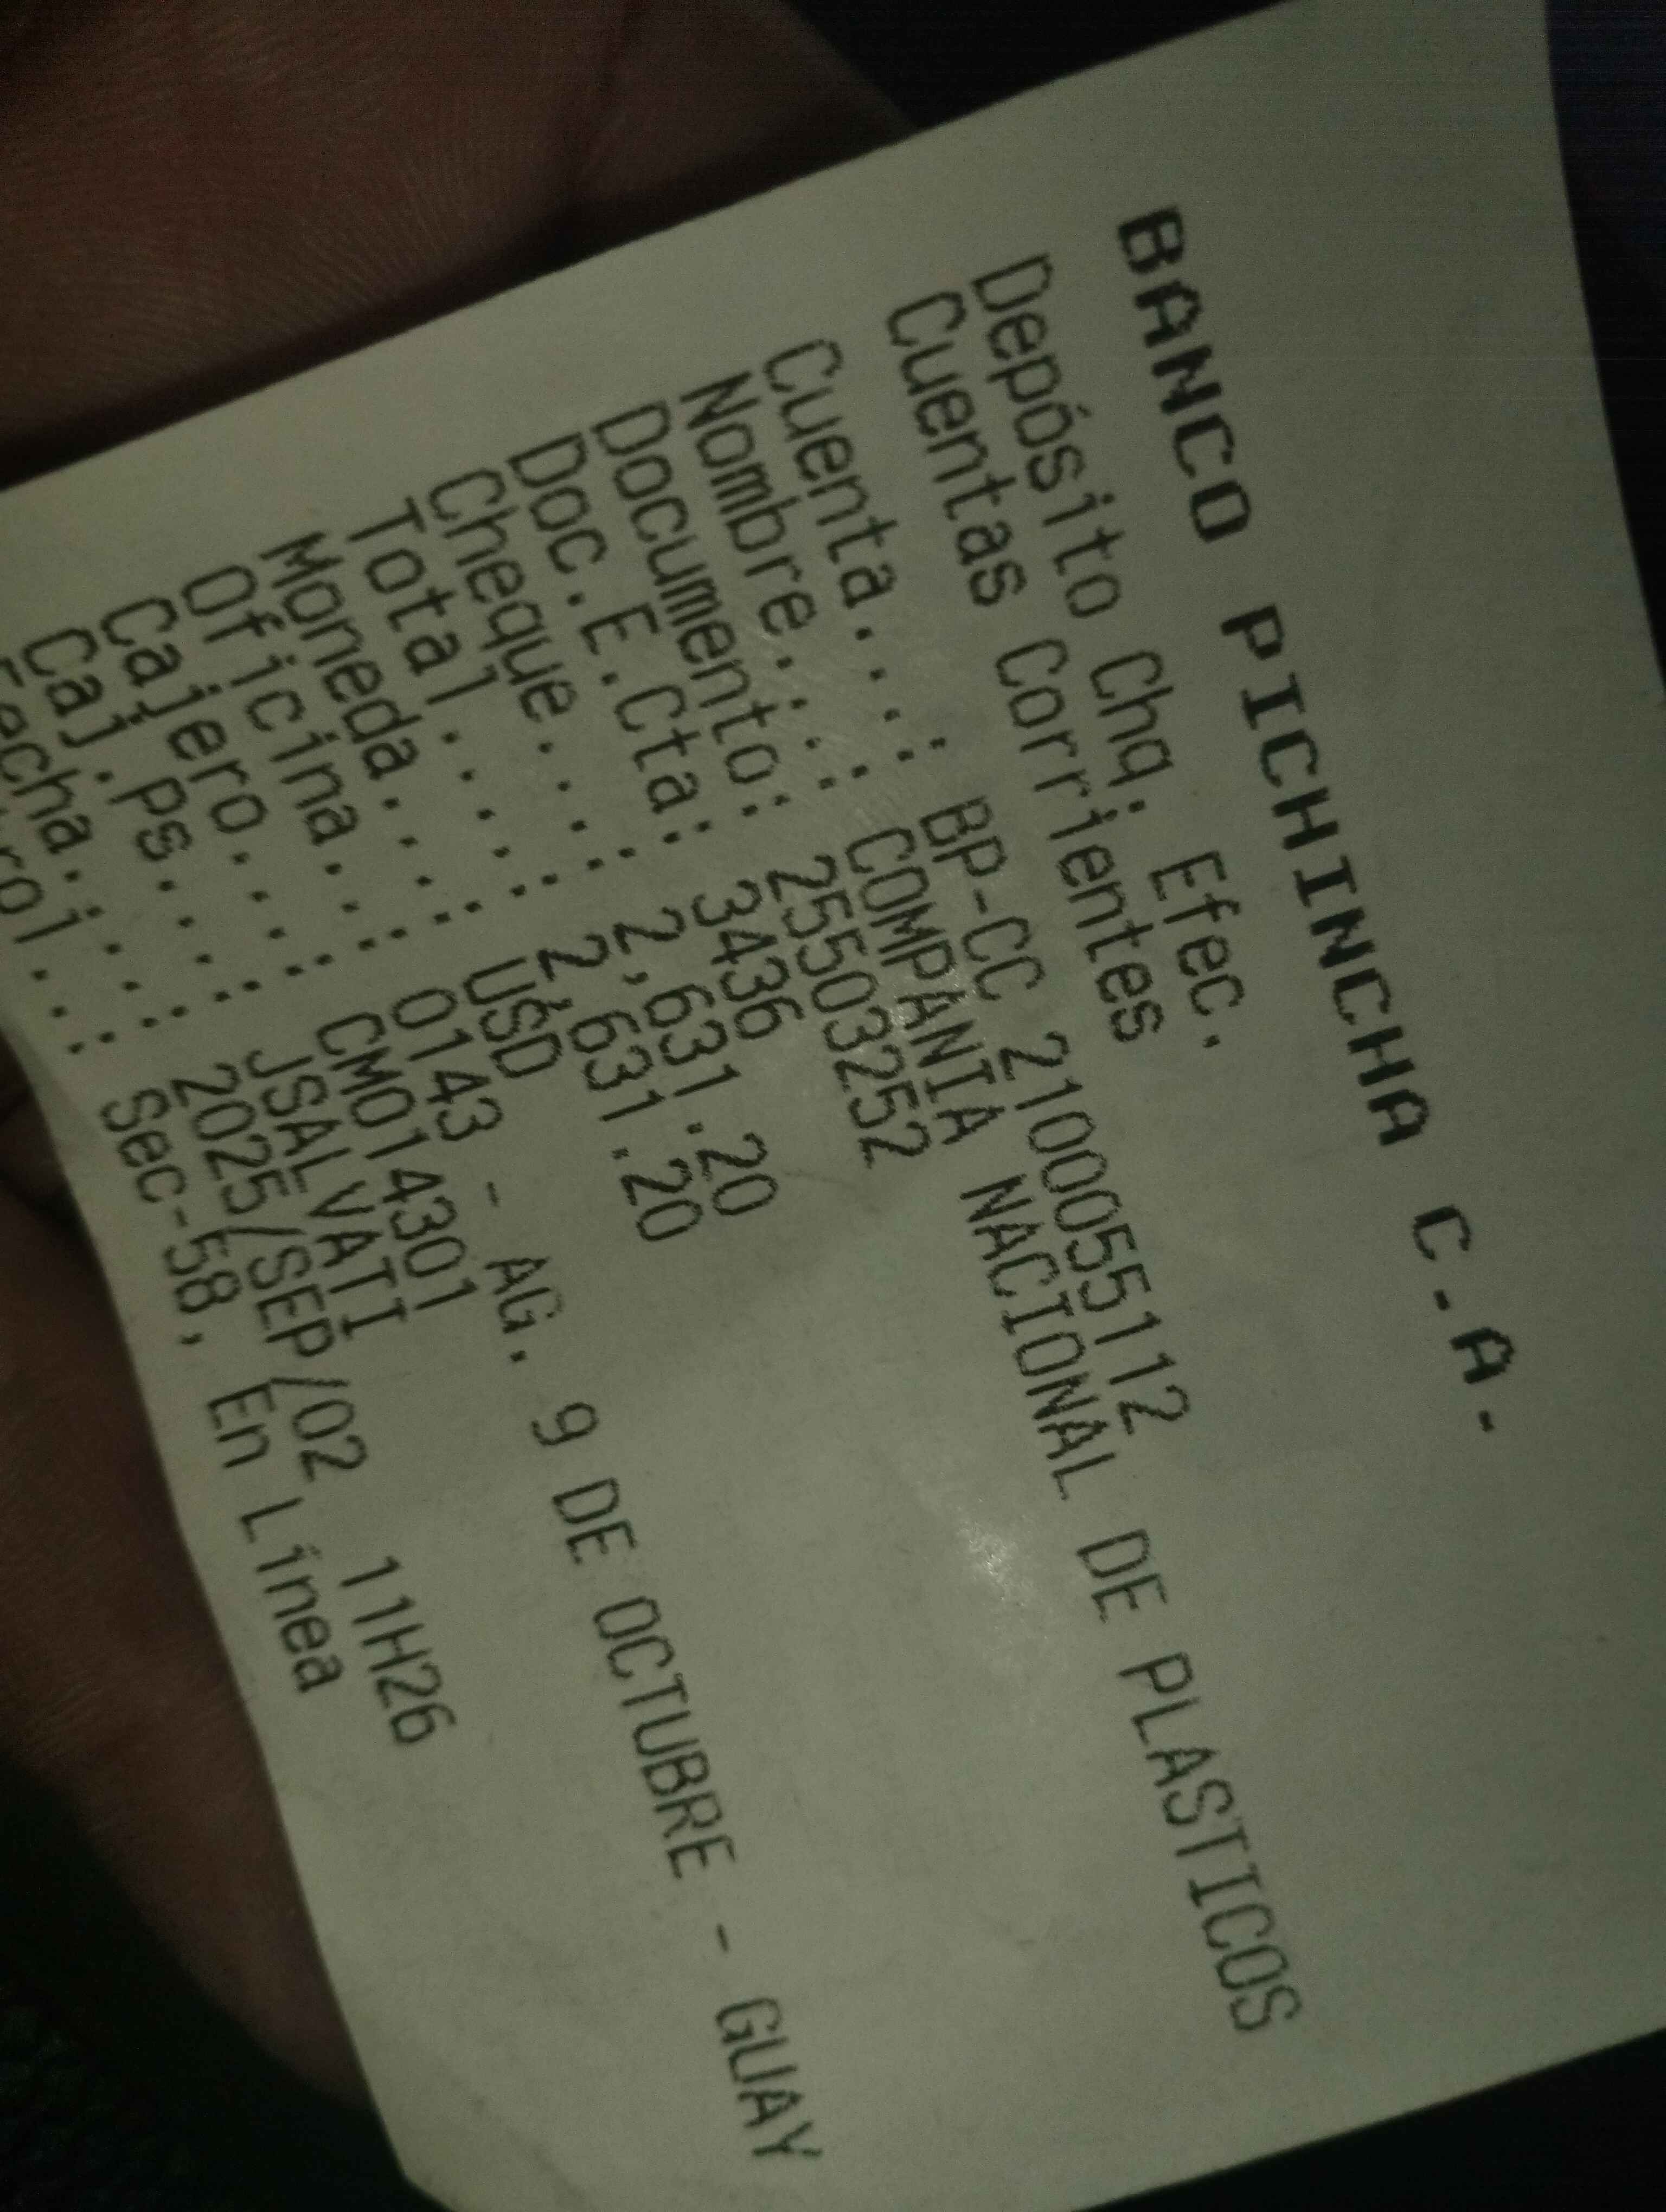 BANCO PICHINCHA C.A.
Depósito Chq. Efec.
Cuentas Corrientes
Cuenta....: BP-CC 2100055112
Nombre....: COMPANIA NACIONAL DE PLASTICOS
Documento: 25503252
Doc.E.Cta: 3436
Cheque....: 2,631.20
Total.....: 2,631.20
Moneda....: USD
Oficina...: 0143 - AG. 9 DE OCTUBRE - GUAY
Cajero....: CM014301
Caj.ps....: JSALVATI
Fecha.....: 2025/SEP/02 11H26
rol...: Sec-58, En Línea